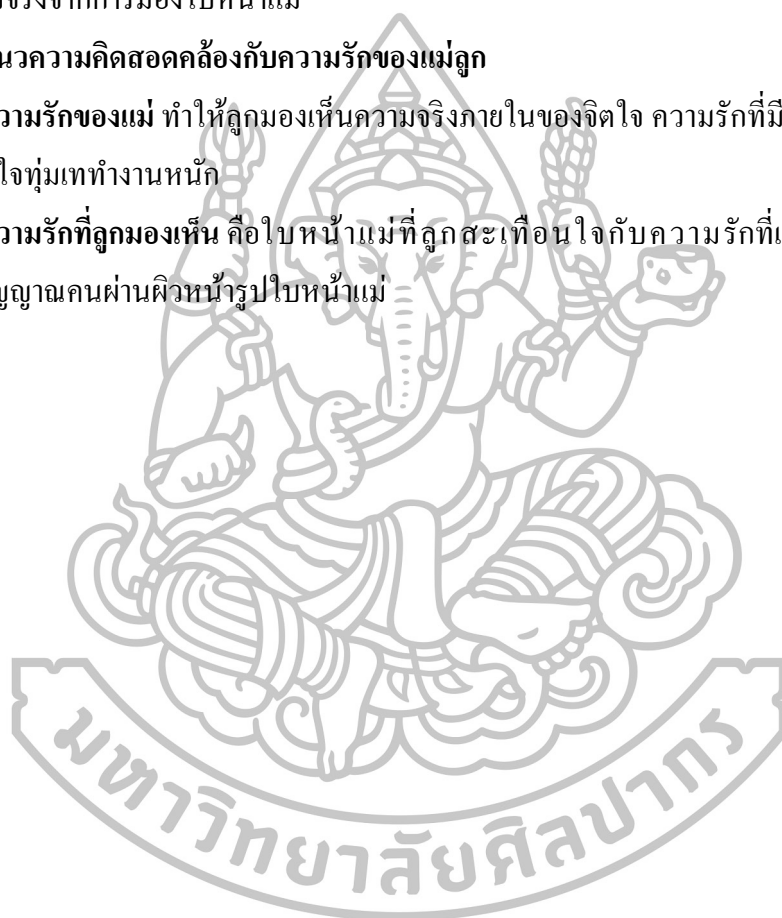 จากการมองใบหน้าแม่
นวความคิดสอดคล้องกับความรักของแม่ลูก
วามรักของแม่ ทำให้ลูกมองเห็นความจริงภายในของจิตใจ ความรักที่มี
ใจทุ่มเททำงานหนัก
วามรักที่ลูกมองเห็น คือใบหน้าแม่ที่ลูกสะเทือนใจกับความรักที่
ญญาณคนผ่านผิวหน้ารูปใบหน้าแม่
มหาวิทยาลัยศิลปากร